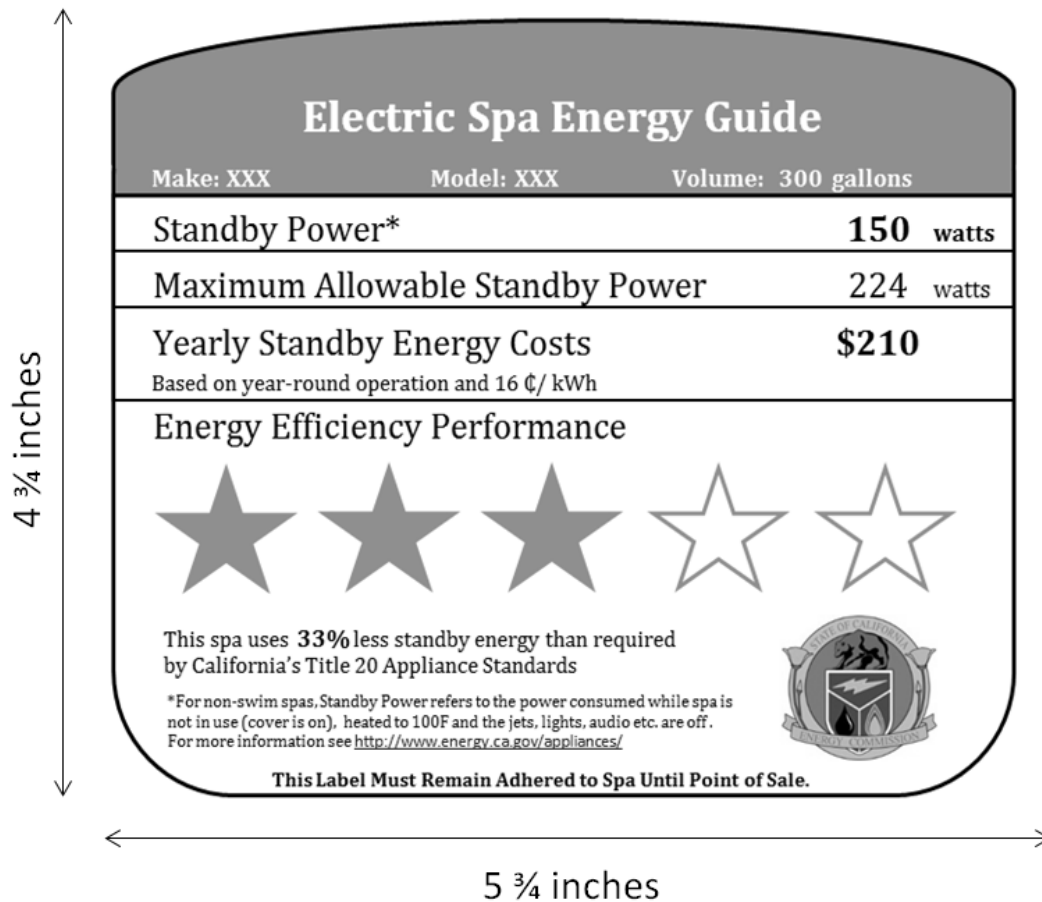 Electric Spa Energy Guide
Make: XXX Model: XXX Volume: 300 gallons
Standby Power* 150 watts
Maximum Allowable Standby Power 224 watts
Yearly Standby Energy Costs $210
Based on year-round operation and 16 ₵/ kWh
Energy Efficiency Performance
4 ¾ inches
This spa uses 33% less standby energy than required
by California's Title 20 Appliance Standards
STATE OF CALIFORNIA
ENERGY COMMISSION
*For non-swim spas, Standby Power refers to the power consumed while spa is
not in use (cover is on), heated to 100F and the jets, lights, audio etc. are off.
For more information see http://www.energy.ca.gov/appliances/
This Label Must Remain Adhered to Spa Until Point of Sale.
5 ¾ inches